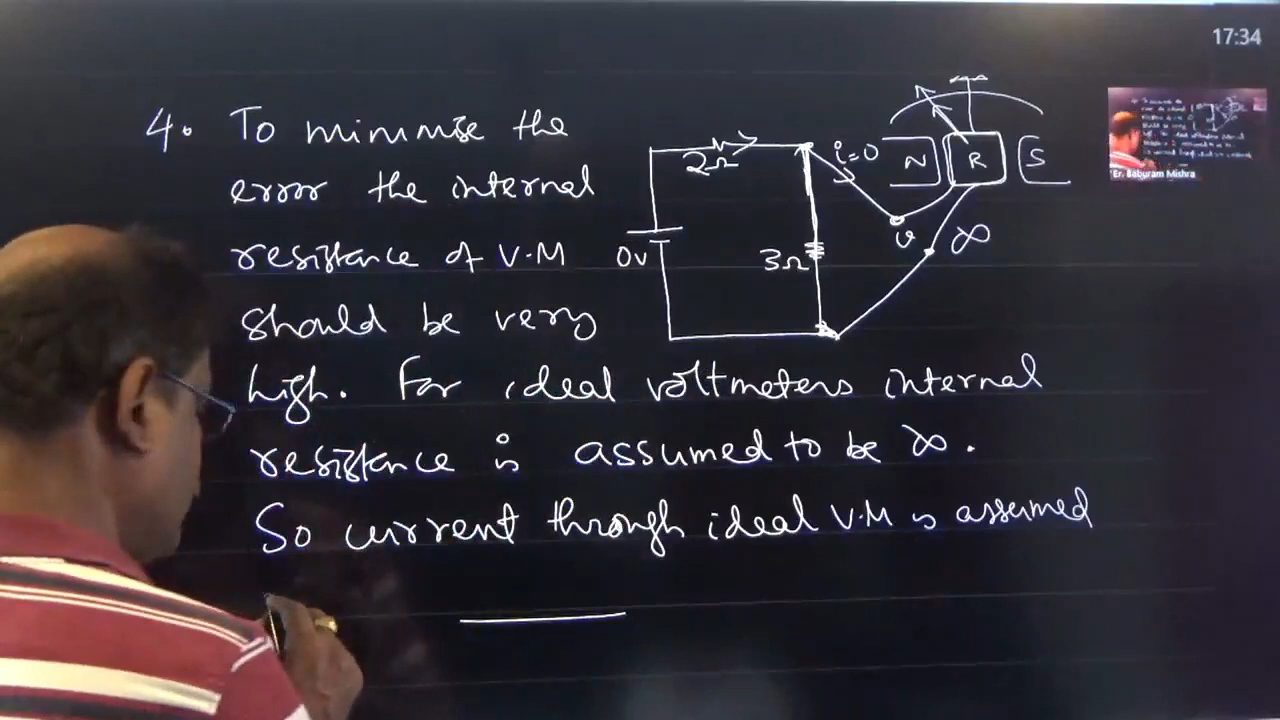 17:34
4. To minimise the
error the internal
resistance of V.M
should be very
high. For ideal voltmeters internal
resistance is assumed to be ∞.
So current through ideal V.M is assumed
2Ω
i=0
N
R
S
v
∞
0V
3Ω
Er. Baburam Mishra